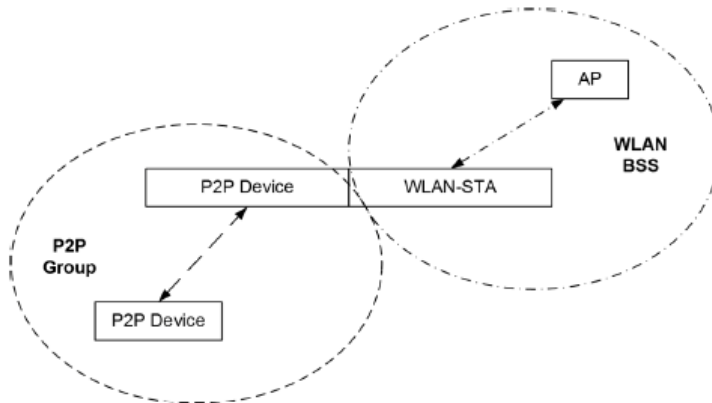 AP
WLAN
BSS
P2P Device
WLAN-STA
P2P
Group
P2P Device